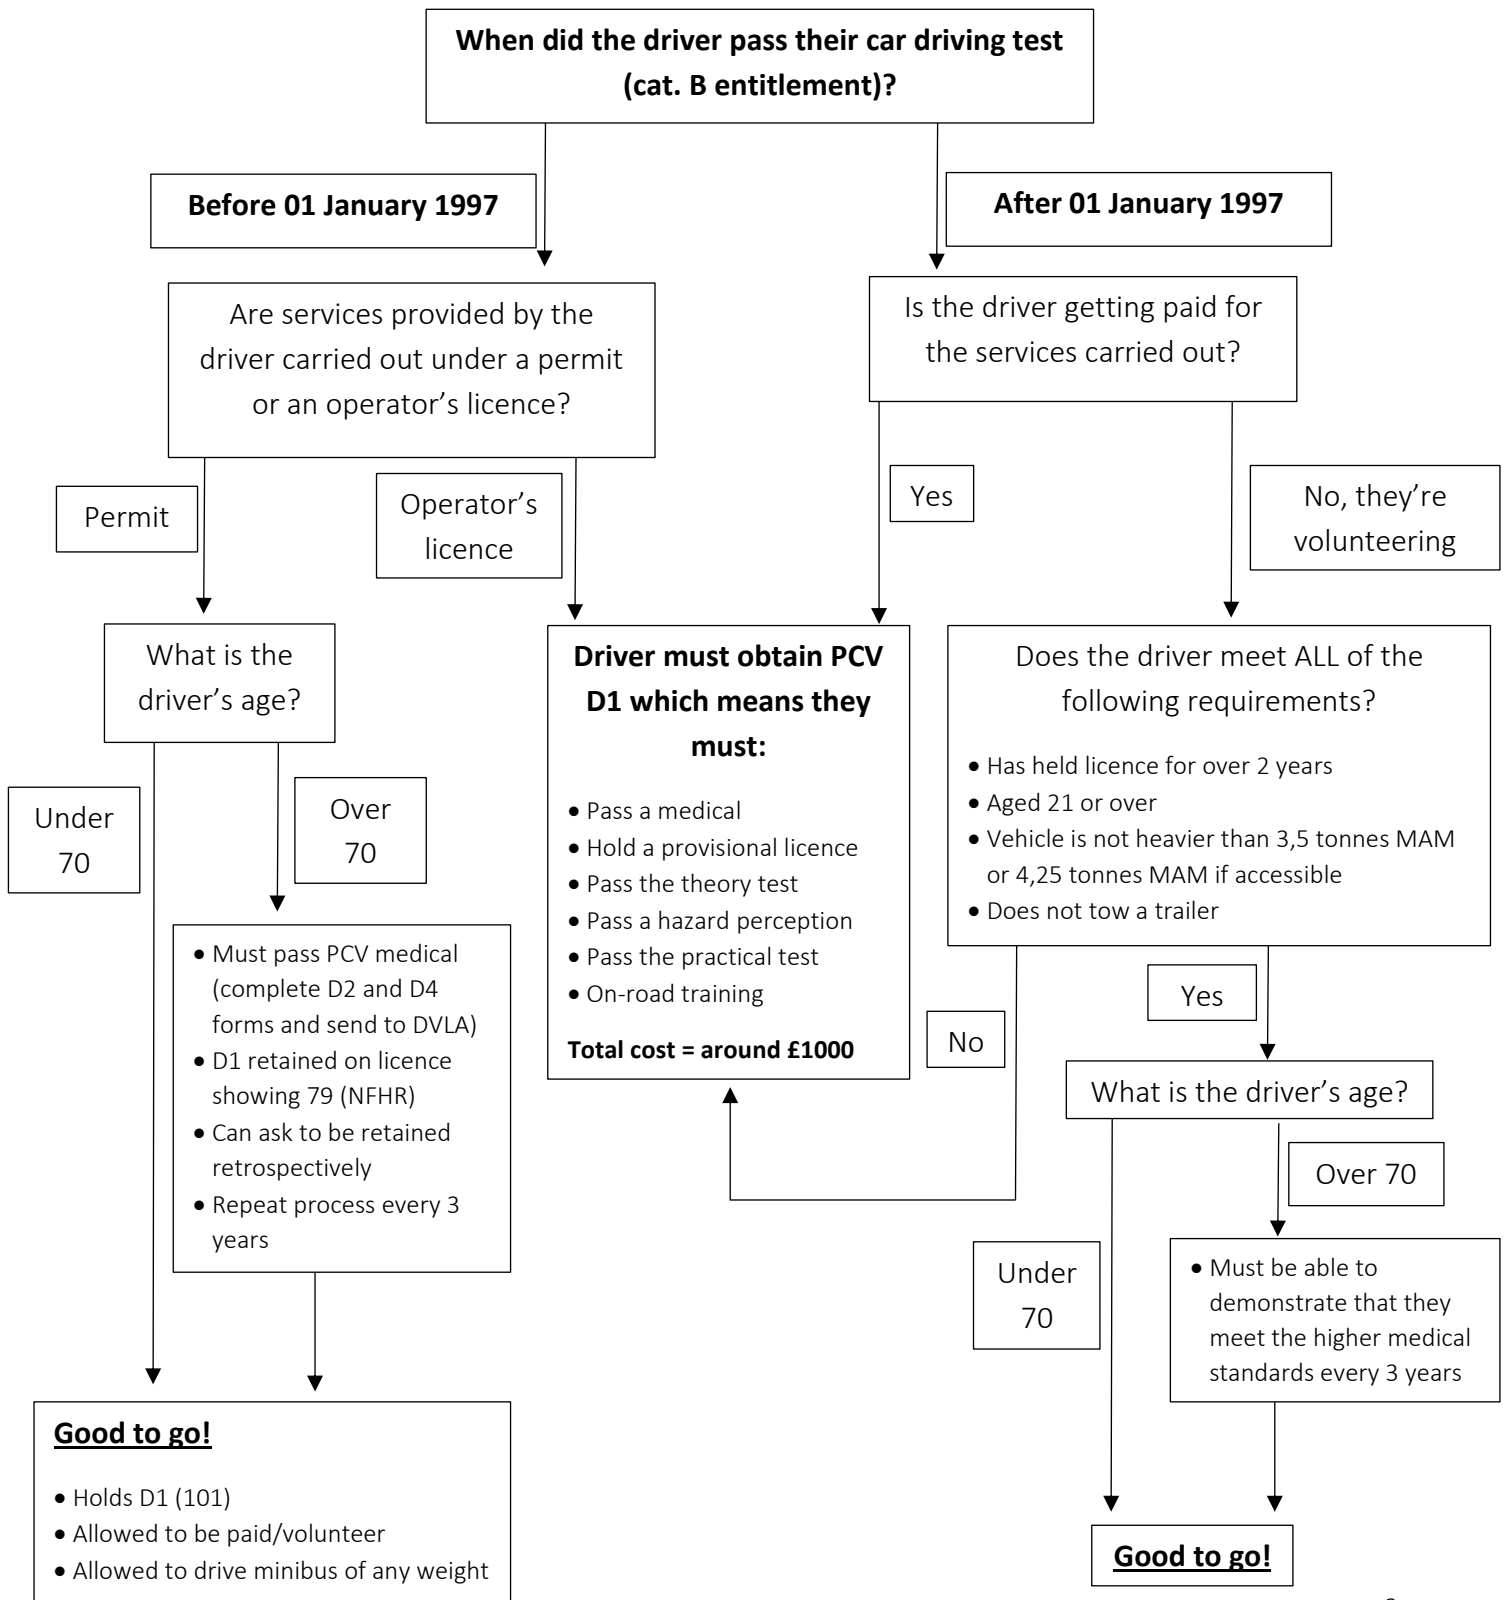 When did the driver pass their car driving test
(cat. B entitlement)?
Before 01 January 1997
After 01 January 1997
Are services provided by the
driver carried out under a permit
or an operator’s licence?
Is the driver getting paid for
the services carried out?
Permit
Operator’s
licence
Yes
No, they’re
volunteering
What is the
driver’s age?
Under
70
Over
70
• Must pass PCV medical
(complete D2 and D4
forms and send to DVLA)
• D1 retained on licence
showing 79 (NFHR)
• Can ask to be retained
retrospectively
• Repeat process every 3
years
Driver must obtain PCV
D1 which means they
must:
• Pass a medical
• Hold a provisional licence
• Pass the theory test
• Pass a hazard perception
• Pass the practical test
• On-road training
Total cost = around £1000
Does the driver meet ALL of the
following requirements?
• Has held licence for over 2 years
• Aged 21 or over
• Vehicle is not heavier than 3,5 tonnes MAM
or 4,25 tonnes MAM if accessible
• Does not tow a trailer
No
Yes
What is the driver’s age?
Under
70
Over 70
• Must be able to
demonstrate that they
meet the higher medical
standards every 3 years
Good to go!
• Holds D1 (101)
• Allowed to be paid/volunteer
• Allowed to drive minibus of any weight
Good to go!